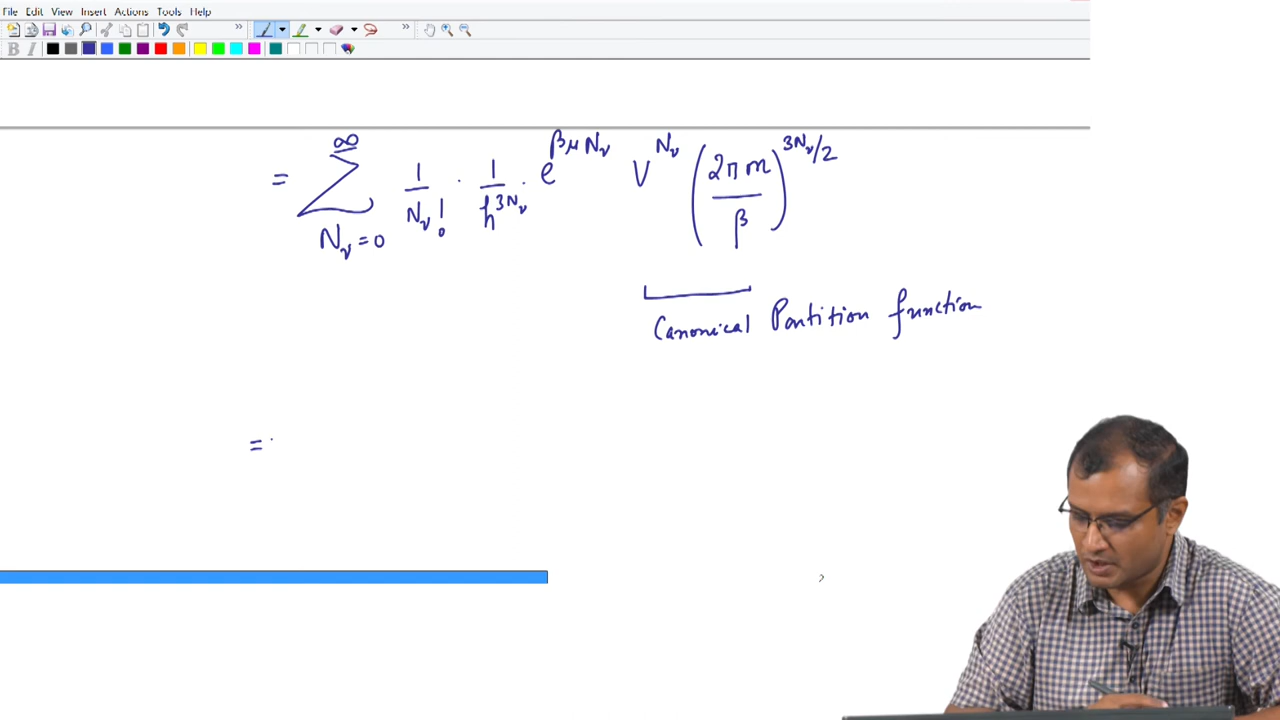 File Edit View Insert Actions Tools Help
B I
= ∑_{N_ν=0}^{∞} 1/N_ν! · 1/h^{3N_ν} · e^{βμN_ν} V^{N_ν} (2πm/β)^{3N_ν/2}
Canonical Partition function
=